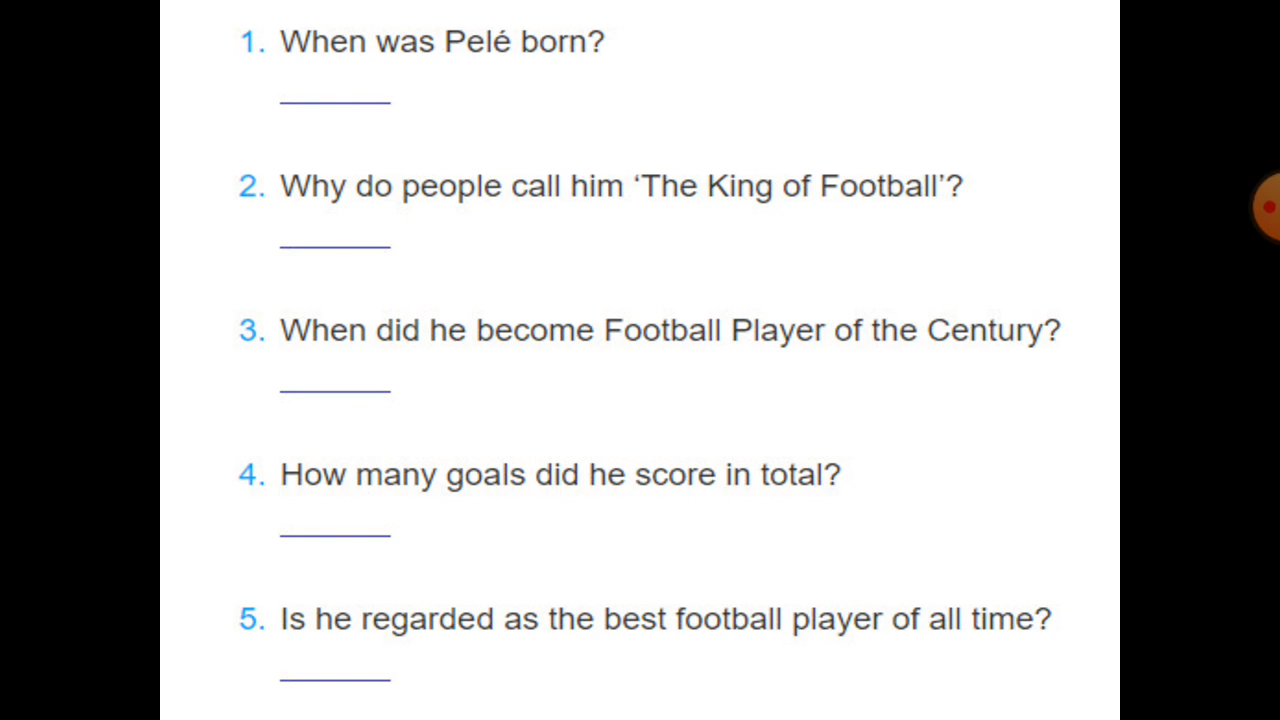 1. When was Pelé born?
2. Why do people call him ‘The King of Football’?
3. When did he become Football Player of the Century?
4. How many goals did he score in total?
5. Is he regarded as the best football player of all time?